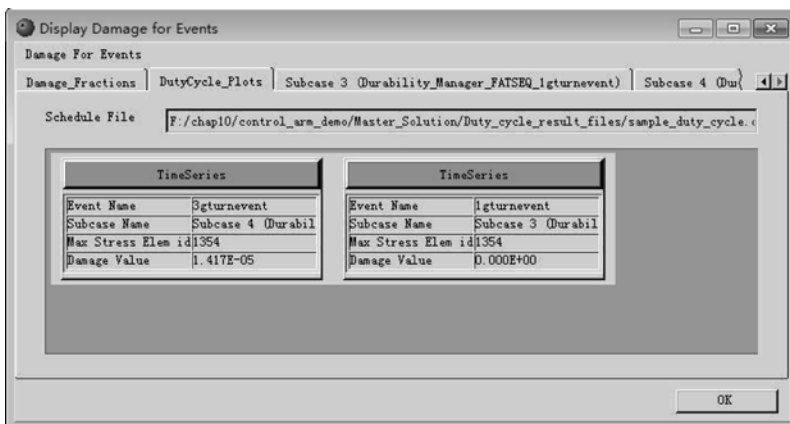 Display Damage for Events
Damage For Events
Damage_Fractions DutyCycle_Plots Subcase 3 (Durability_Manager_FATSEQ_1gturnevent) Subcase 4 (Du
Schedule File F:/chap10/control_arm_demo/Master_Solution/Duty_cycle_result_files/sample_duty_cycle.
TimeSeries TimeSeries
Event Name 3gturnevent Event Name 1gturnevent
Subcase Name Subcase 4 (Durabil Subcase Name Subcase 3 (Durabil
Max Stress Elem id 1354 Max Stress Elem id 1354
Damage Value 1.417E-05 Damage Value 0.000E+00
OK